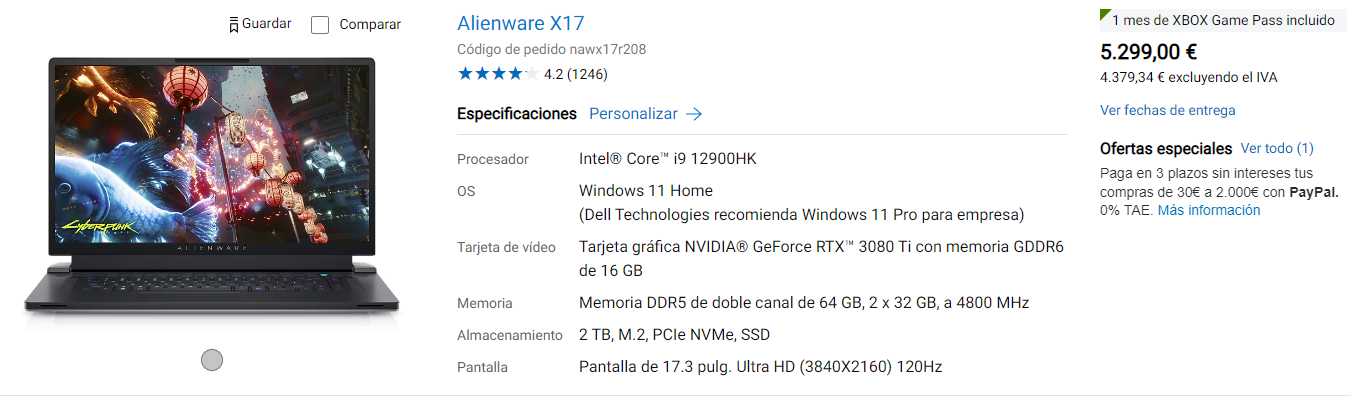 Guardar
Comparar
CYBERPUNK
ALIENWARE
Alienware X17
Código de pedido nawx17r208
4.2 (1246)
Especificaciones Personalizar
Procesador Intel® Core™ i9 12900HK
OS Windows 11 Home
(Dell Technologies recomienda Windows 11 Pro para empresa)
Tarjeta de vídeo Tarjeta gráfica NVIDIA® GeForce RTX™ 3080 Ti con memoria GDDR6
de 16 GB
Memoria Memoria DDR5 de doble canal de 64 GB, 2 x 32 GB, a 4800 MHz
Almacenamiento 2 TB, M.2, PCIe NVMe, SSD
Pantalla Pantalla de 17.3 pulg. Ultra HD (3840X2160) 120Hz
1 mes de XBOX Game Pass incluido
5.299,00 €
4.379,34 € excluyendo el IVA
Ver fechas de entrega
Ofertas especiales Ver todo (1)
Paga en 3 plazos sin intereses tus
compras de 30€ a 2.000€ con PayPal.
0% TAE. Más información